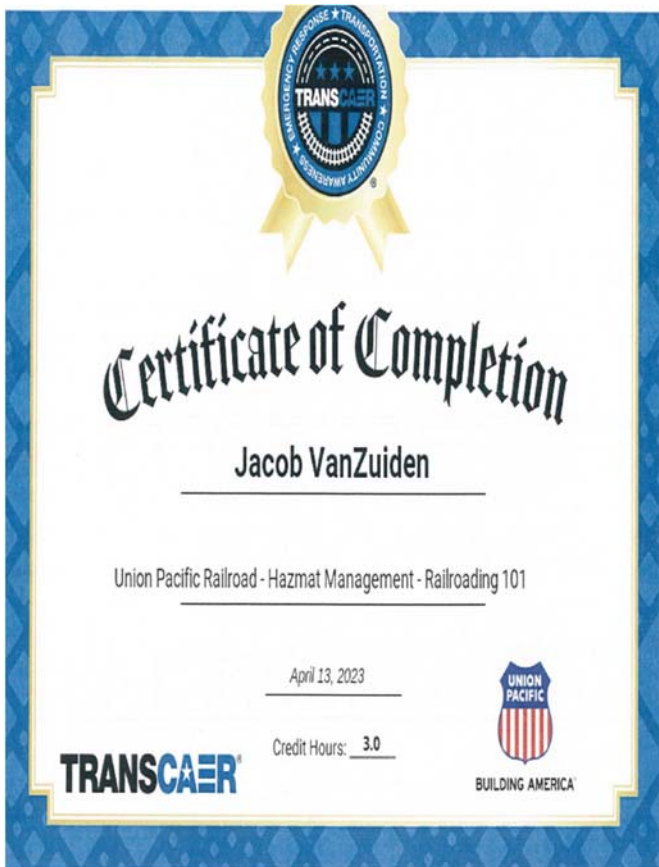 EMERGENCY RESPONSE ★ TRANSPORTATION ★ COMMUNITY AWARENESS ★
TRANSCAER
®
Certificate of Completion
Jacob VanZuiden
Union Pacific Railroad - Hazmat Management - Railroading 101
April 13, 2023
Credit Hours: 3.0
UNION
PACIFIC
TRANSCAER®
BUILDING AMERICA®